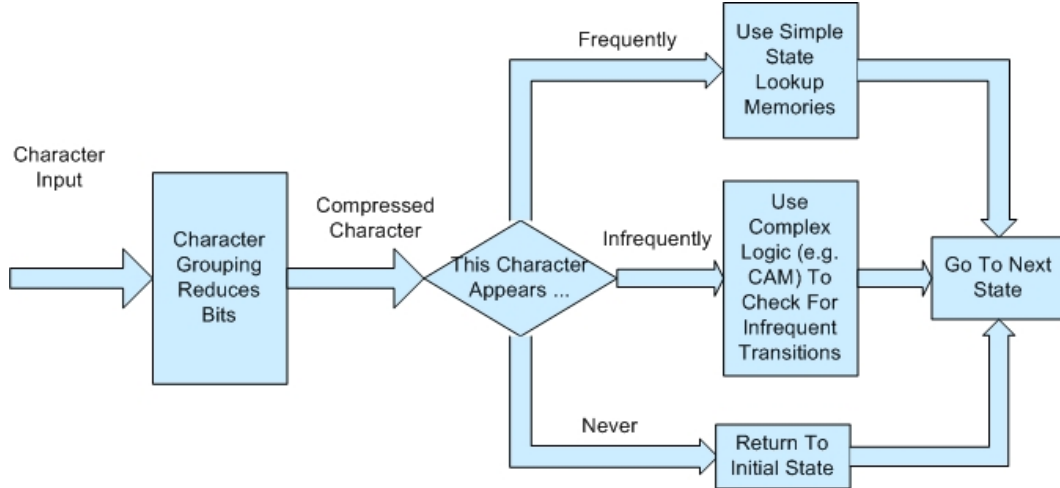 Character
Input
Character
Grouping
Reduces
Bits
Compressed
Character
This Character
Appears ...
Frequently
Use Simple
State
Lookup
Memories
Infrequently
Use
Complex
Logic (e.g.
CAM) To
Check For
Infrequent
Transitions
Never
Return To
Initial State
Go To Next
State